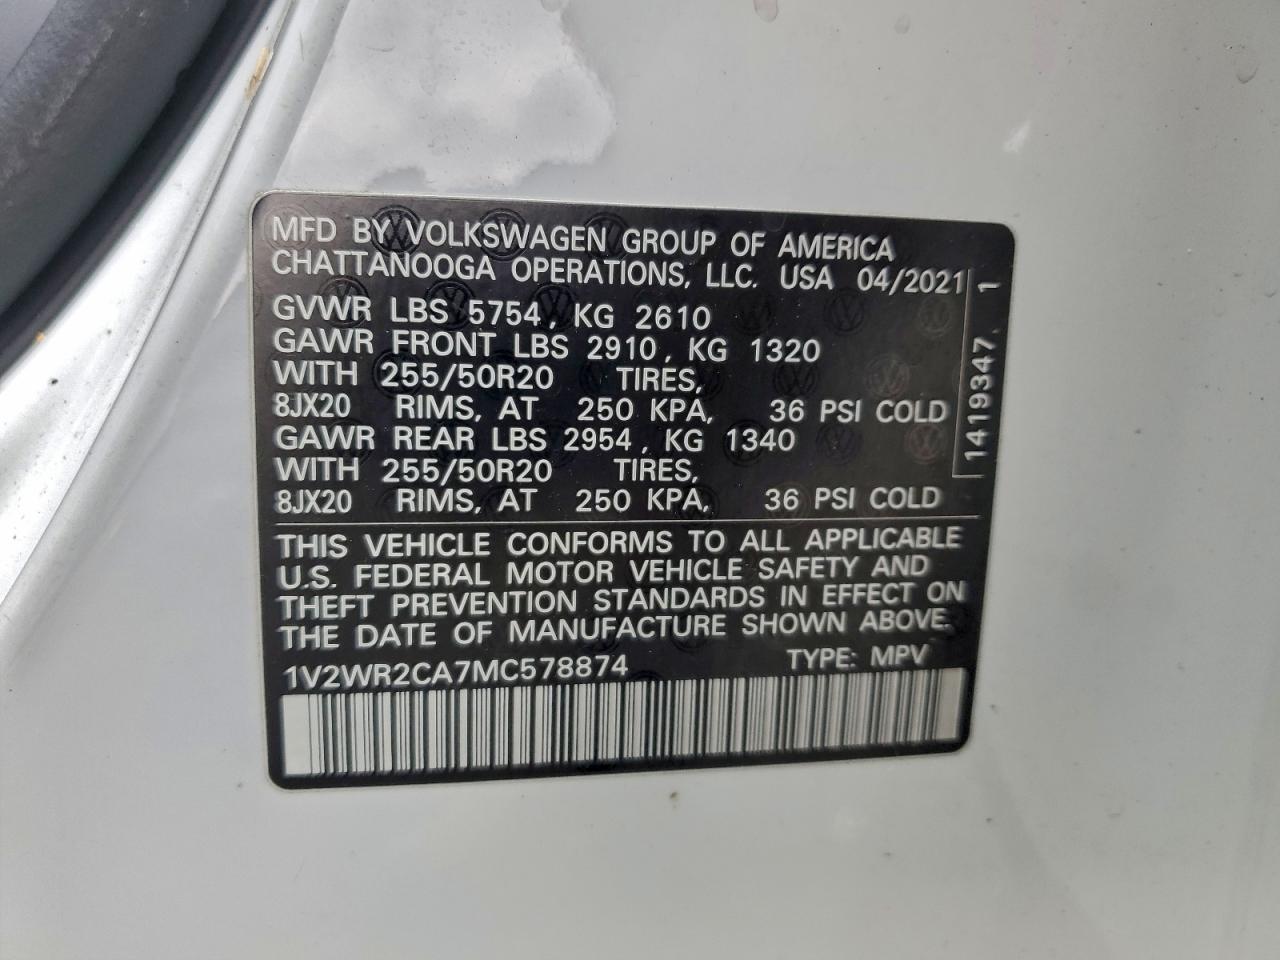 MFD BY VOLKSWAGEN GROUP OF AMERICA
CHATTANOOGA OPERATIONS, LLC. USA 04/2021
GVWR LBS 5754, KG 2610
GAWR FRONT LBS 2910, KG 1320
WITH 255/50R20 TIRES,
8JX20 RIMS, AT 250 KPA, 36 PSI COLD
GAWR REAR LBS 2954, KG 1340
WITH 255/50R20 TIRES,
8JX20 RIMS, AT 250 KPA, 36 PSI COLD
1419347 1
THIS VEHICLE CONFORMS TO ALL APPLICABLE
U.S. FEDERAL MOTOR VEHICLE SAFETY AND
THEFT PREVENTION STANDARDS IN EFFECT ON
THE DATE OF MANUFACTURE SHOWN ABOVE.
1V2WR2CA7MC578874 TYPE: MPV